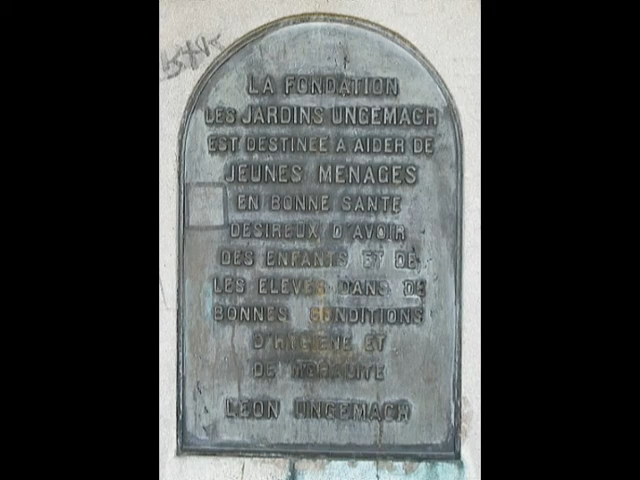 LA FONDATION
LES JARDINS UNGEMACH
EST DESTINEE A AIDER DE
JEUNES MENAGES
EN BONNE SANTE
DESIREUX D'AVOIR
DES ENFANTS ET DE
LES ELEVER DANS DE
BONNES CONDITIONS
D'HYGIENE ET
DE MORALITE
LEON UNGEMACH